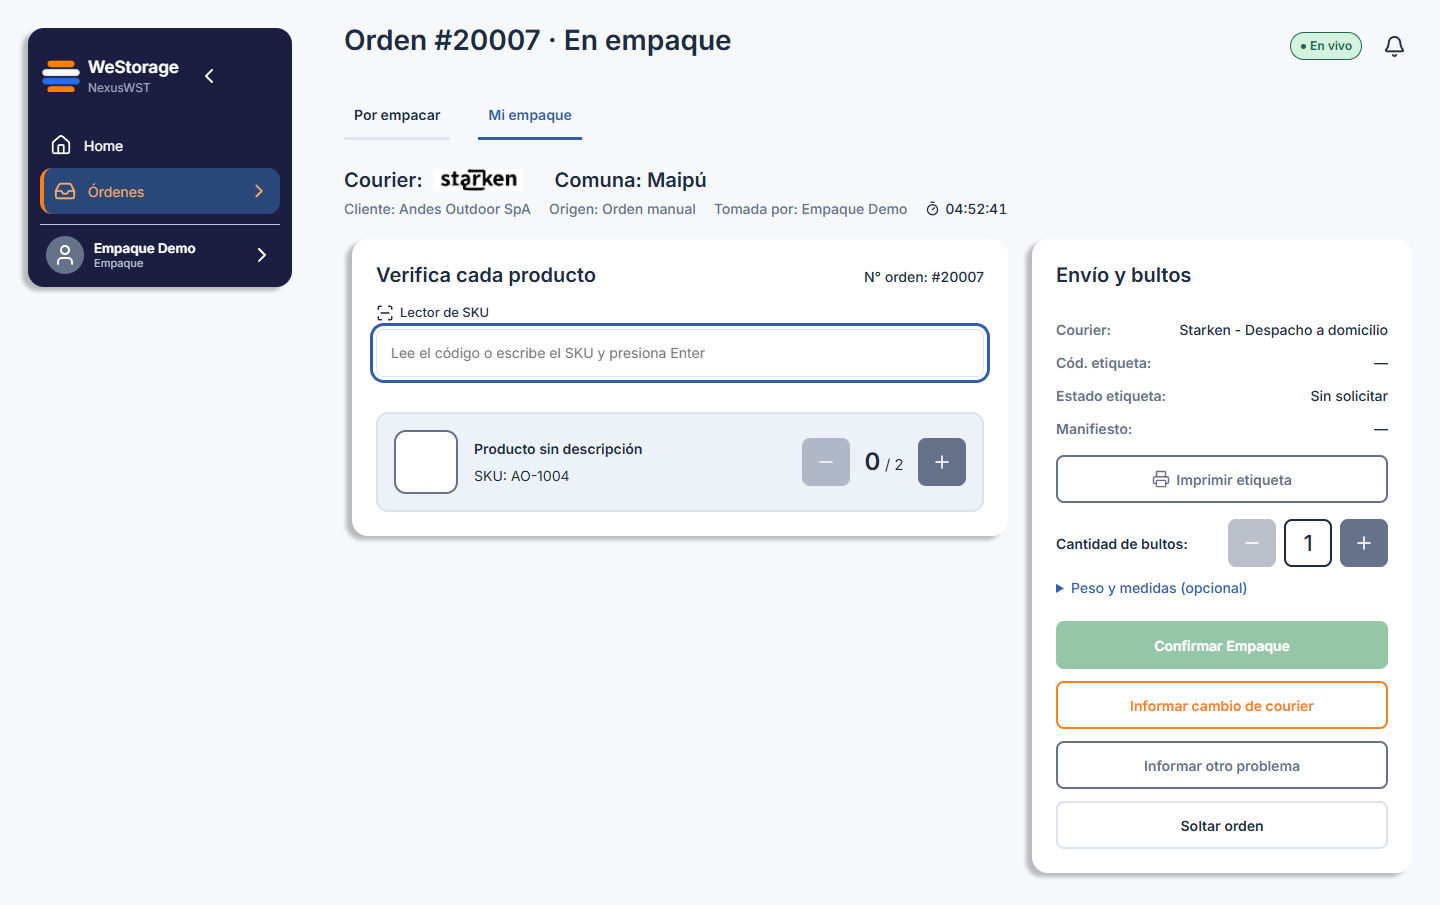 WeStorage
NexusWST
Home
Órdenes
Empaque Demo
Empaque
Orden #20007 · En empaque
• En vivo
Por empacar
Mi empaque
Courier: starken Comuna: Maipú
Cliente: Andes Outdoor SpA Origen: Orden manual Tomada por: Empaque Demo 04:52:41
Verifica cada producto
N° orden: #20007
Lector de SKU
Lee el código o escribe el SKU y presiona Enter
Producto sin descripción
SKU: AO-1004
− 0 / 2 +
Envío y bultos
Courier: Starken - Despacho a domicilio
Cód. etiqueta: —
Estado etiqueta: Sin solicitar
Manifiesto: —
Imprimir etiqueta
Cantidad de bultos: − 1 +
Peso y medidas (opcional)
Confirmar Empaque
Informar cambio de courier
Informar otro problema
Soltar orden